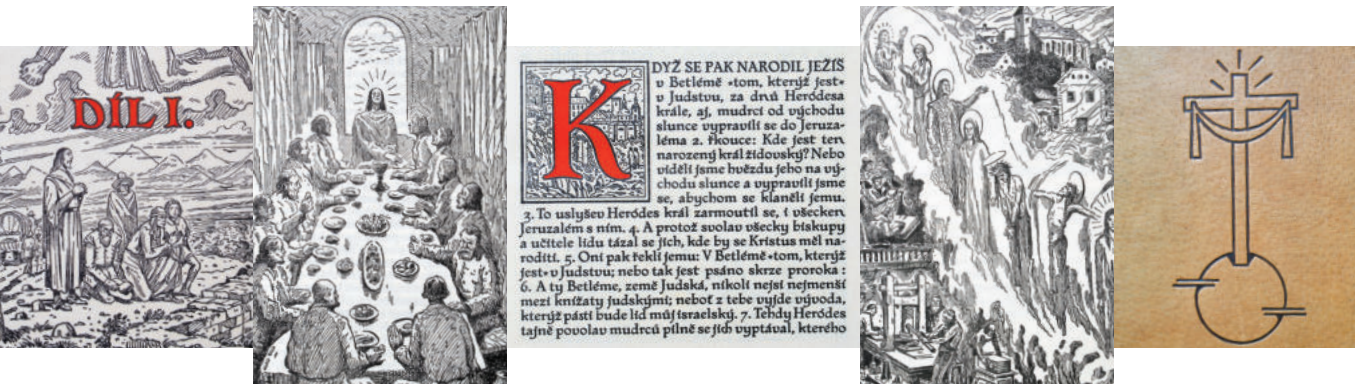 DÍL I.
KDYŽ SE PAK NARODIL JEŽÍŠ
v Betlémě •tom, kterýž jest•
v Judstvu, za dnů Heródesa
krále, aj, mudrci od východu
slunce vypravili se do Jeruza-
léma 2. řkouce: Kde jest ten
narozený král židovský? Nebo
viděli jsme hvězdu jeho na vý-
chodu slunce a vypravili jsme
se, abychom se klaněli jemu.
3. To uslyšev Heródes král zarmoutil se, i všecken
Jeruzalém s ním. 4. A protož svolav všecky biskupy
a učitele lidu tázal se jich, kde by se Kristus měl na-
roditi. 5. Oni pak řekli jemu: V Betlémě •tom, kterýž
jest• v Judstvu; nebo tak jest psáno skrze proroka :
6. A ty Betléme, země Judská, nikoli nejsi nejmenší
mezi knížaty judskými; neboť z tebe vyjde vývoda,
kterýž pásti bude lid můj israelský. 7. Tehdy Heródes
tajně povolav mudrců pilně se jich vyptával, kterého